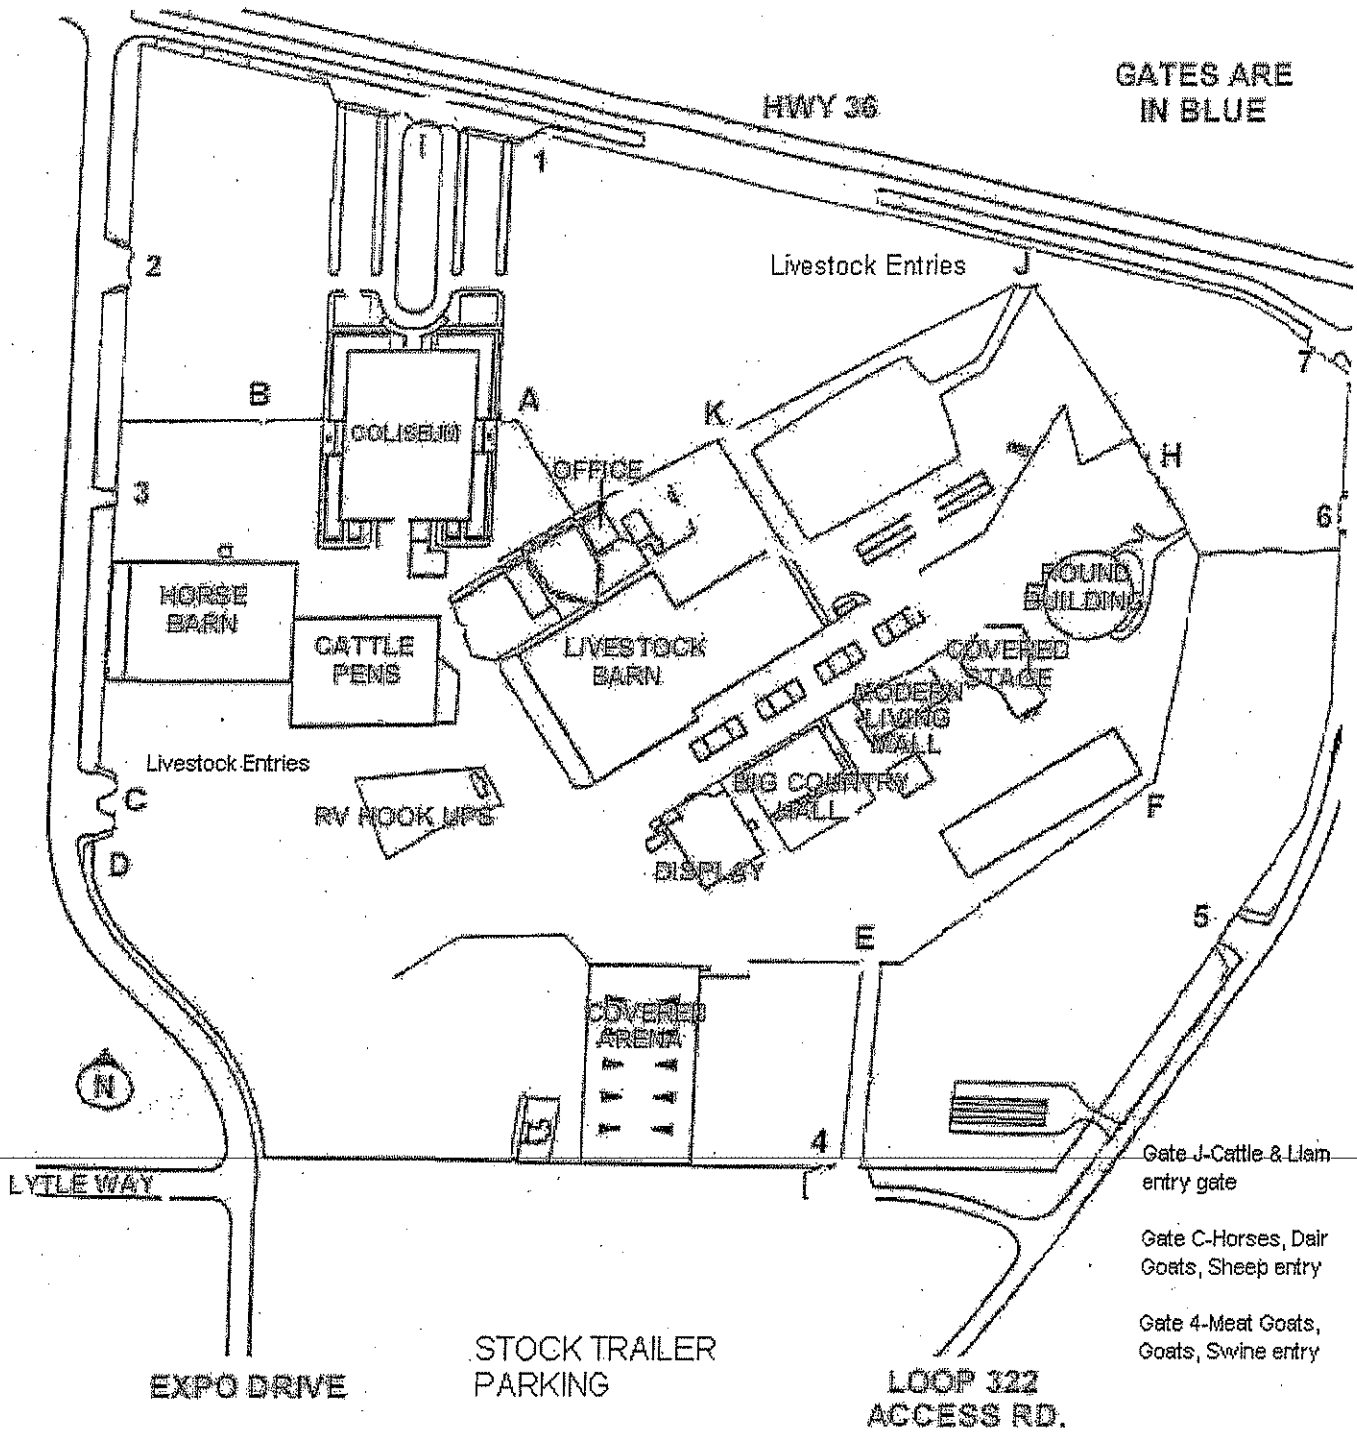 GATES ARE
IN BLUE
HWY 36
I
1
2
Livestock Entries
J
7
B
A
K
COLISEUM
OFFICE
H
3
6
HORSE
BARN
ROUND
BUILDING
CATTLE
PENS
LIVESTOCK
BARN
COVERED
STAGE
MODERN
LIVING
MALL
Livestock Entries
C
RV HOOK UPS
BIG COUNTRY
HALL
F
D
DISPLAY
5
E
COVERED
ARENA
N
4
Gate J-Cattle & Llam
entry gate
LYTLE WAY
Gate C-Horses, Dair
Goats, Sheep entry
Gate 4-Meat Goats,
Goats, Swine entry
STOCK TRAILER
PARKING
EXPO DRIVE
LOOP 322
ACCESS RD.